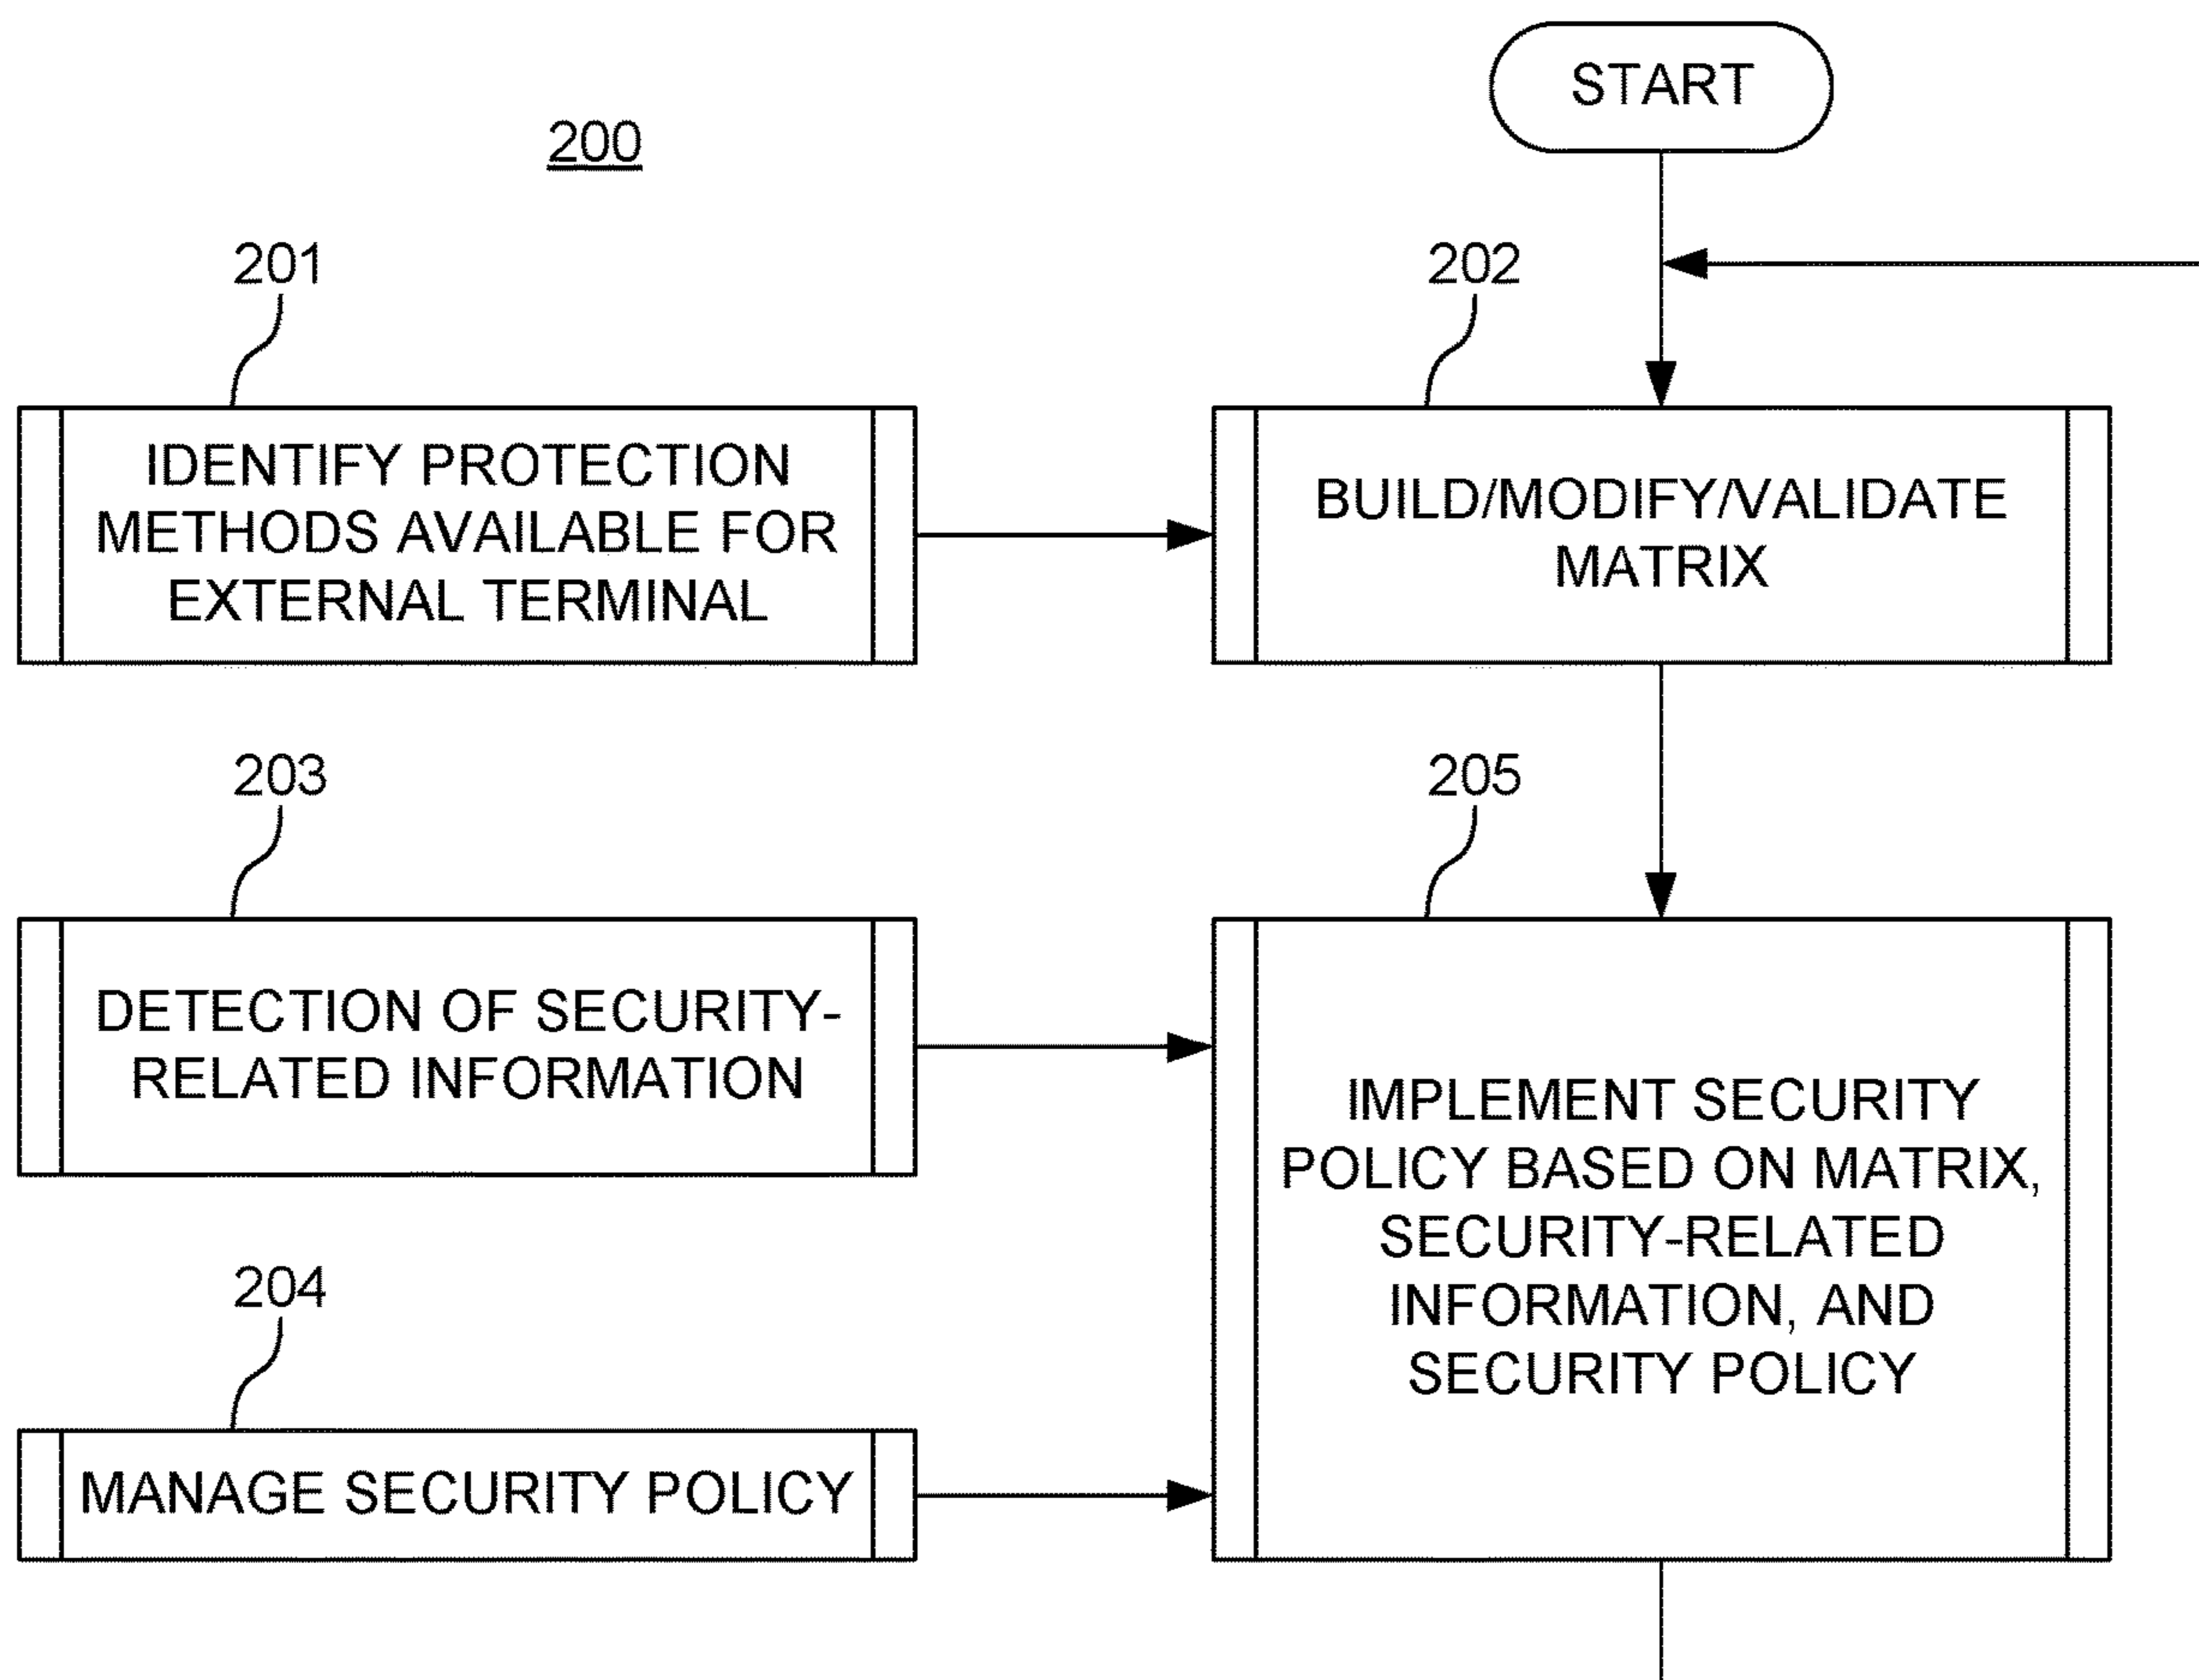 START
200
201
202
IDENTIFY PROTECTION
METHODS AVAILABLE FOR
EXTERNAL TERMINAL
BUILD/MODIFY/VALIDATE
MATRIX
203
205
DETECTION OF SECURITY-
RELATED INFORMATION
IMPLEMENT SECURITY
POLICY BASED ON MATRIX,
SECURITY-RELATED
INFORMATION, AND
SECURITY POLICY
204
MANAGE SECURITY POLICY